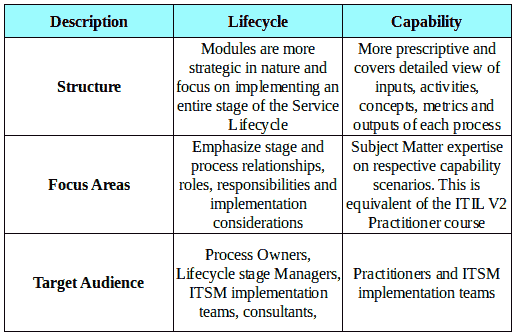 Description
Lifecycle
Capability
Structure
Modules are more
strategic in nature and
focus on implementing an
entire stage of the Service
Lifecycle
More prescriptive and
covers detailed view of
inputs, activities,
concepts, metrics and
outputs of each process
Focus Areas
Emphasize stage and
process relationships,
roles, responsibilities and
implementation
considerations
Subject Matter expertise
on respective capability
scenarios. This is
equivalent of the ITIL V2
Practitioner course
Target Audience
Process Owners,
Lifecycle stage Managers,
ITSM implementation
teams, consultants,
Practitioners and ITSM
implementation teams